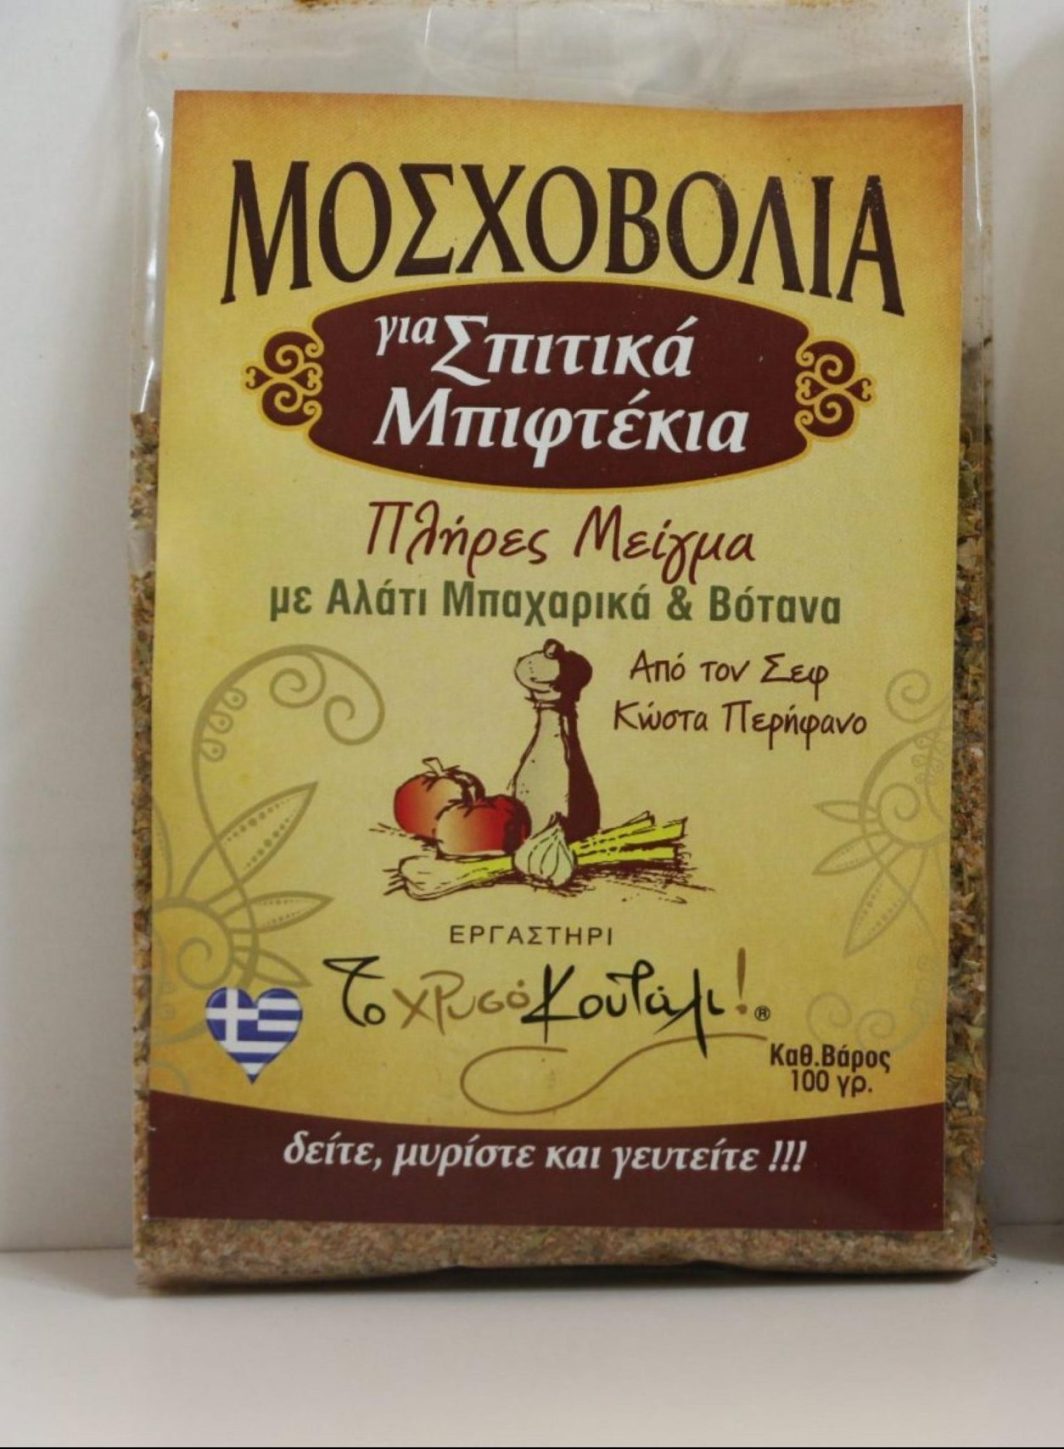 ΜΟΣΧΟΒΟΛΙΑ
για Σπιτικά
Μπιφτέκια
Πλήρες Μείγμα
με Αλάτι Μπαχαρικά & Βότανα
Από τον Σεφ
Κώστα Περήφανο
ΕΡΓΑΣΤΗΡΙ
Το χρυσό Κουτάλι!®
Καθ.Βάρος
100 γρ.
δείτε, μυρίστε και γευτείτε !!!